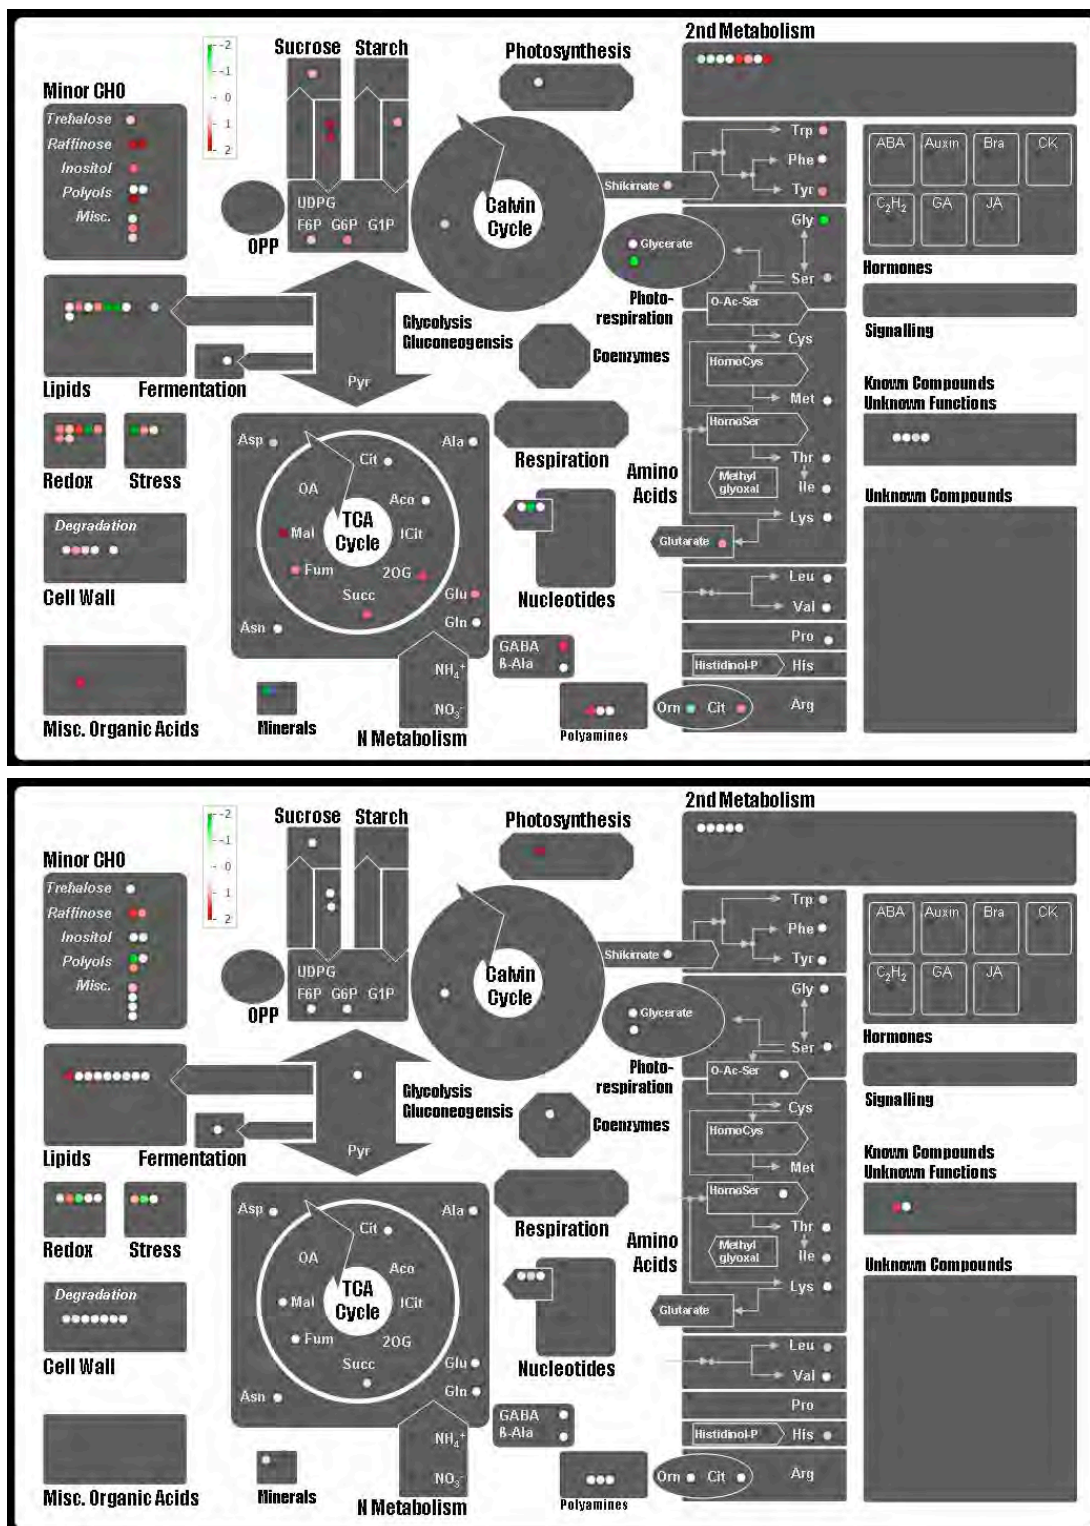 2nd Metabolism
Sucrose Starch Photosynthesis
-2
-1
0
1
2
Minor CHO
Trehalose
Raffinose
Inositol
Polyols
Misc.
UDPG
F6P G6P G1P
OPP
Calvin
Cycle
Shikimate
Trp
Phe
Tyr
ABA Auxin Bra CK
C₂H₂ GA JA
Hormones
Glycerate
Gly
Ser
Photo-
respiration
O-Ac-Ser
Signalling
Glycolysis
Gluconeogensis
Coenzymes
Cys
HomoCys
Pyr
Lipids Fermentation
Met
HomoSer
Known Compounds
Unknown Functions
Redox Stress
Asp Cit Ala
OA Aco
TCA
Cycle
Mal ICit
Fum 2OG
Succ
Glu
Gln
Asn
Respiration
Amino
Acids
Thr
Methyl
glyoxal
Ile
Lys
Glutarate
Unknown Compounds
Degradation
Cell Wall
Nucleotides
Leu
Val
Pro
GABA
ß-Ala
Histidinol-P His
Misc. Organic Acids
Minerals
NH₄⁺
NO₃⁻
N Metabolism
Polyamines
Orn Cit Arg
2nd Metabolism
Sucrose Starch Photosynthesis
-2
-1
0
1
2
Minor CHO
Trehalose
Raffinose
Inositol
Polyols
Misc.
UDPG
F6P G6P G1P
OPP
Calvin
Cycle
Shikimate
Trp
Phe
Tyr
ABA Auxin Bra CK
C₂H₂ GA JA
Hormones
Glycerate
Gly
Ser
Photo-
respiration
O-Ac-Ser
Signalling
Glycolysis
Gluconeogensis
Coenzymes
Cys
HomoCys
Pyr
Lipids Fermentation
Met
HomoSer
Known Compounds
Unknown Functions
Redox Stress
Asp Cit Ala
OA Aco
TCA
Cycle
Mal ICit
Fum 2OG
Succ
Glu
Gln
Asn
Respiration
Amino
Acids
Thr
Methyl
glyoxal
Ile
Lys
Glutarate
Unknown Compounds
Degradation
Cell Wall
Nucleotides
Leu
Val
Pro
GABA
ß-Ala
Histidinol-P His
Misc. Organic Acids
Minerals
NH₄⁺
NO₃⁻
N Metabolism
Polyamines
Orn Cit Arg